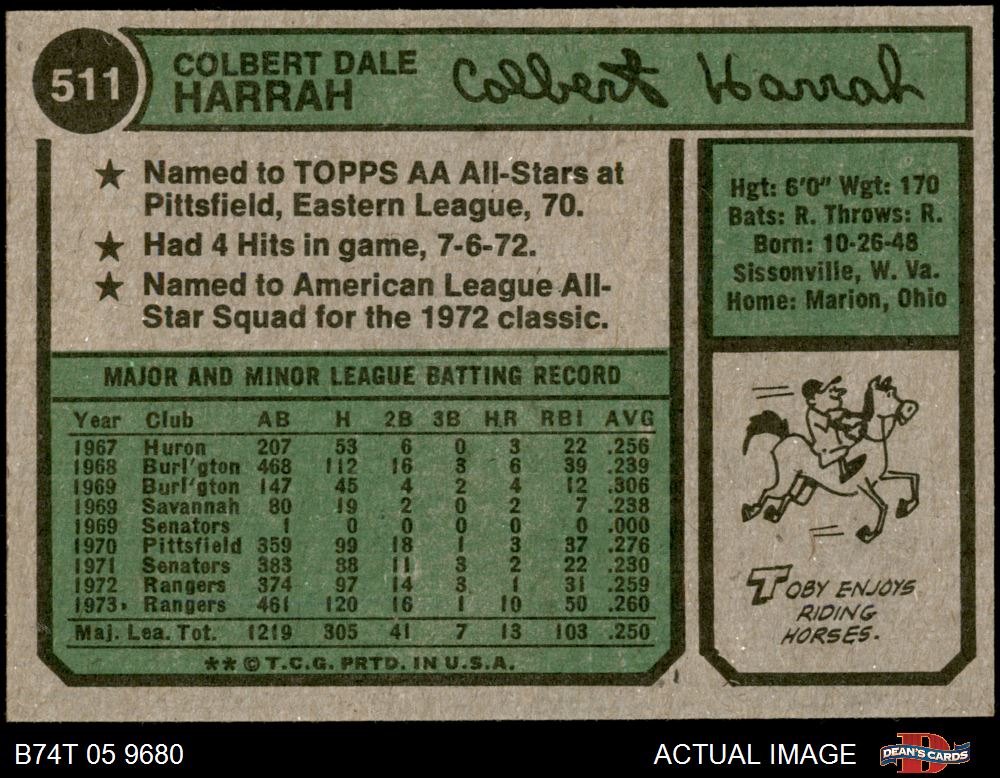 511
COLBERT DALE
HARRAH
Colbert Harrah
★ Named to TOPPS AA All-Stars at
Pittsfield, Eastern League, 70.
★ Had 4 Hits in game, 7-6-72.
★ Named to American League All-
Star Squad for the 1972 classic.
Hgt: 6'0" Wgt: 170
Bats: R. Throws: R.
Born: 10-26-48
Sissonville, W. Va.
Home: Marion, Ohio
MAJOR AND MINOR LEAGUE BATTING RECORD
Year Club AB H 2B 3B HR RBI AVG
1967 Huron 207 53 6 0 3 22 .256
1968 Burl'gton 468 112 16 3 6 39 .239
1969 Burl'gton 147 45 4 2 4 12 .306
1969 Savannah 80 19 2 0 2 7 .238
1969 Senators 1 0 0 0 0 0 .000
1970 Pittsfield 359 99 18 1 3 37 .276
1971 Senators 383 88 11 3 2 22 .230
1972 Rangers 374 97 14 3 1 31 .259
1973 Rangers 461 120 16 1 10 50 .260
Maj. Lea. Tot. 1219 305 41 7 13 103 .250
** © T.C.G. PRTD. IN U.S.A.
TOBY ENJOYS
RIDING
HORSES.
B74T 05 9680
ACTUAL IMAGE
D
DEAN'S CARDS